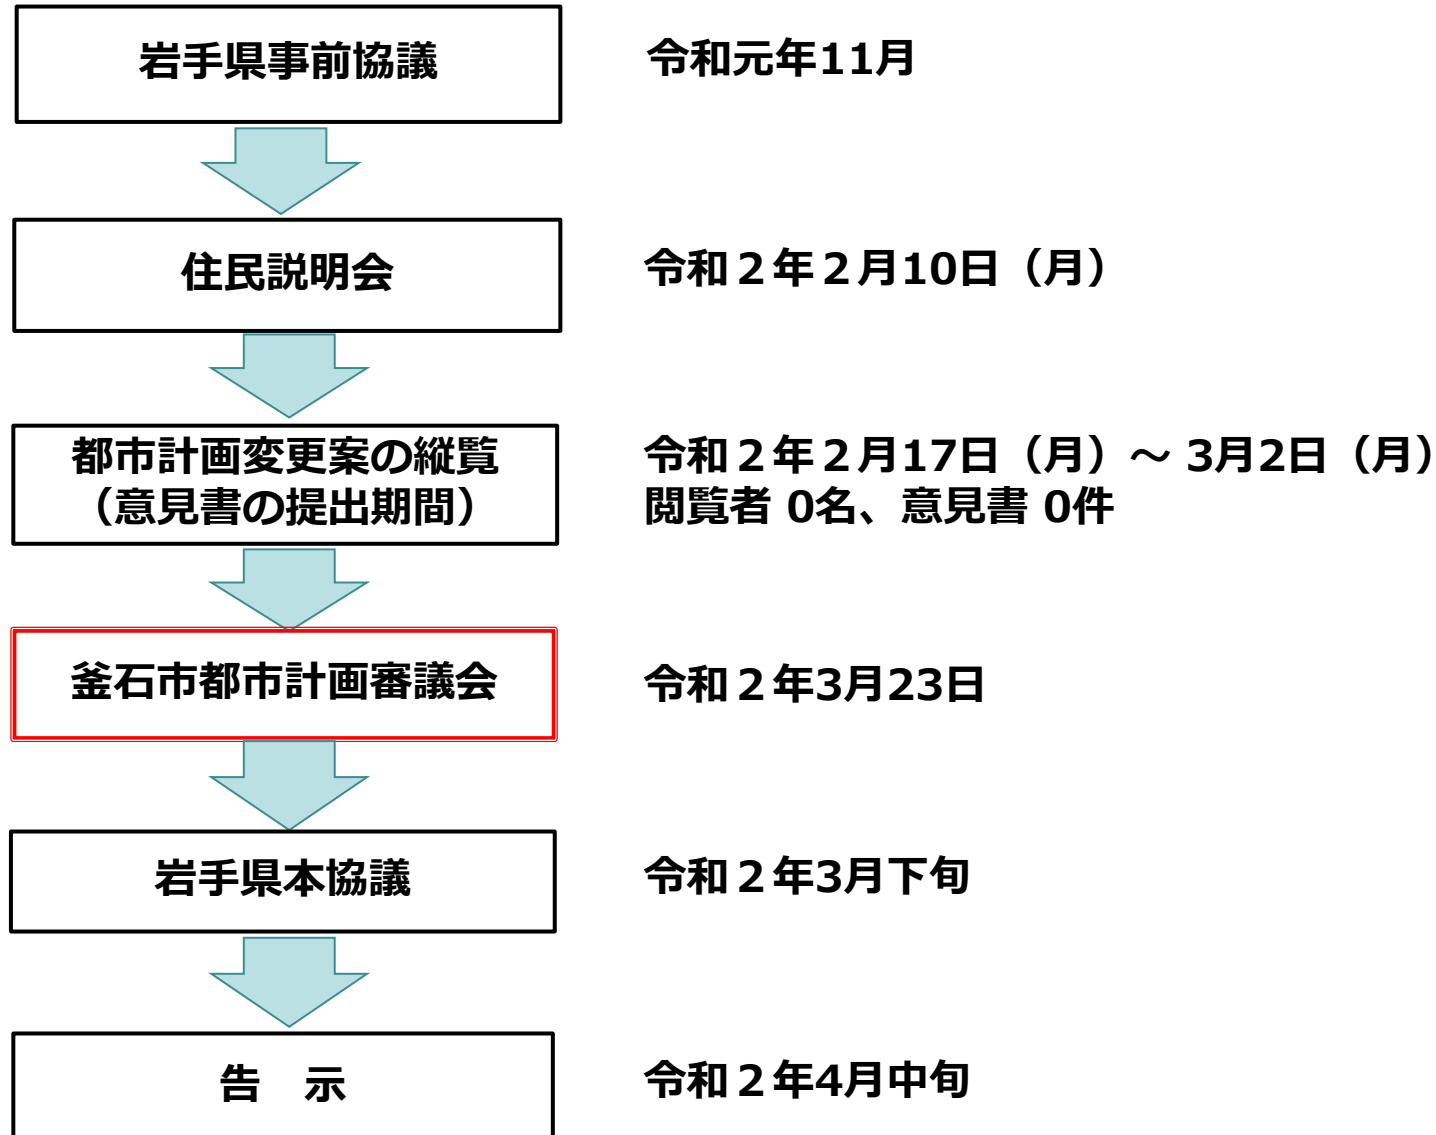 岩手県事前協議
令和元年11月
住民説明会
令和２年２月10日（月）
都市計画変更案の縦覧
（意見書の提出期間）
令和２年２月17日（月）～ 3月2日（月）
閲覧者 0名、意見書 0件
釜石市都市計画審議会
令和２年3月23日
岩手県本協議
令和２年3月下旬
告　示
令和２年4月中旬